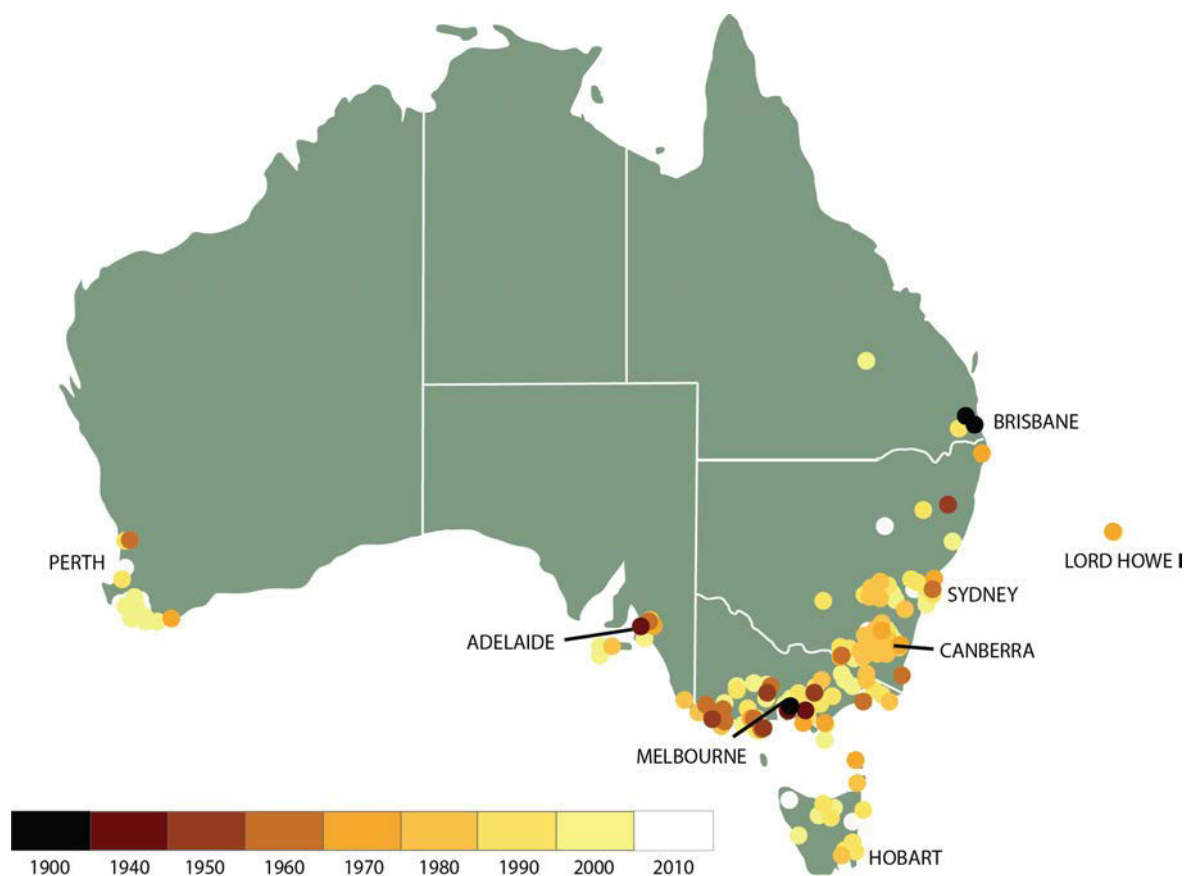 BRISBANE
PERTH
LORD HOWE I
SYDNEY
ADELAIDE
CANBERRA
MELBOURNE
HOBART
1900 1940 1950 1960 1970 1980 1990 2000 2010